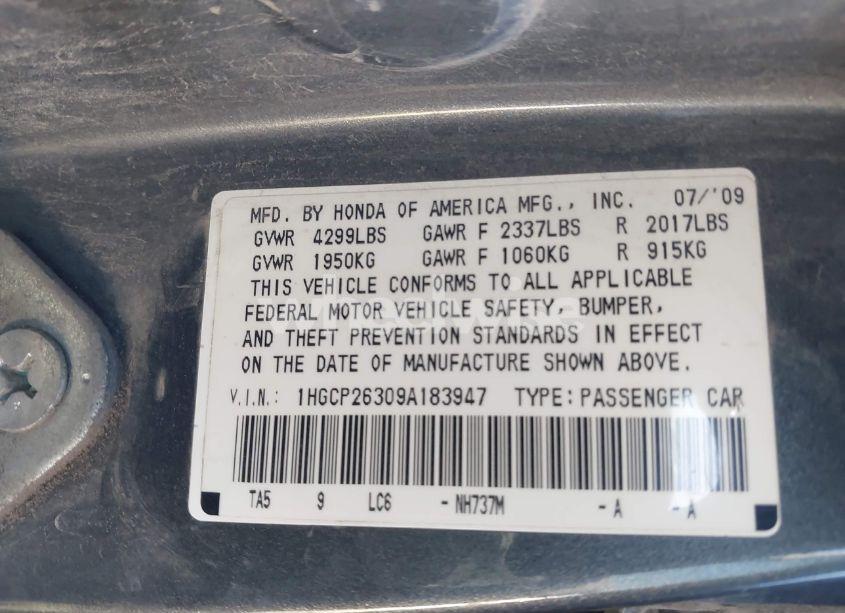 MFD. BY HONDA OF AMERICA MFG., INC. 07/'09
GVWR 4299LBS GAWR F 2337LBS R 2017LBS
GVWR 1950KG GAWR F 1060KG R 915KG
THIS VEHICLE CONFORMS TO ALL APPLICABLE
FEDERAL MOTOR VEHICLE SAFETY, BUMPER,
AND THEFT PREVENTION STANDARDS IN EFFECT
ON THE DATE OF MANUFACTURE SHOWN ABOVE.
V.I.N.: 1HGCP26309A183947 TYPE: PASSENGER CAR
TA5 9 LC6 - NH737M - A - A